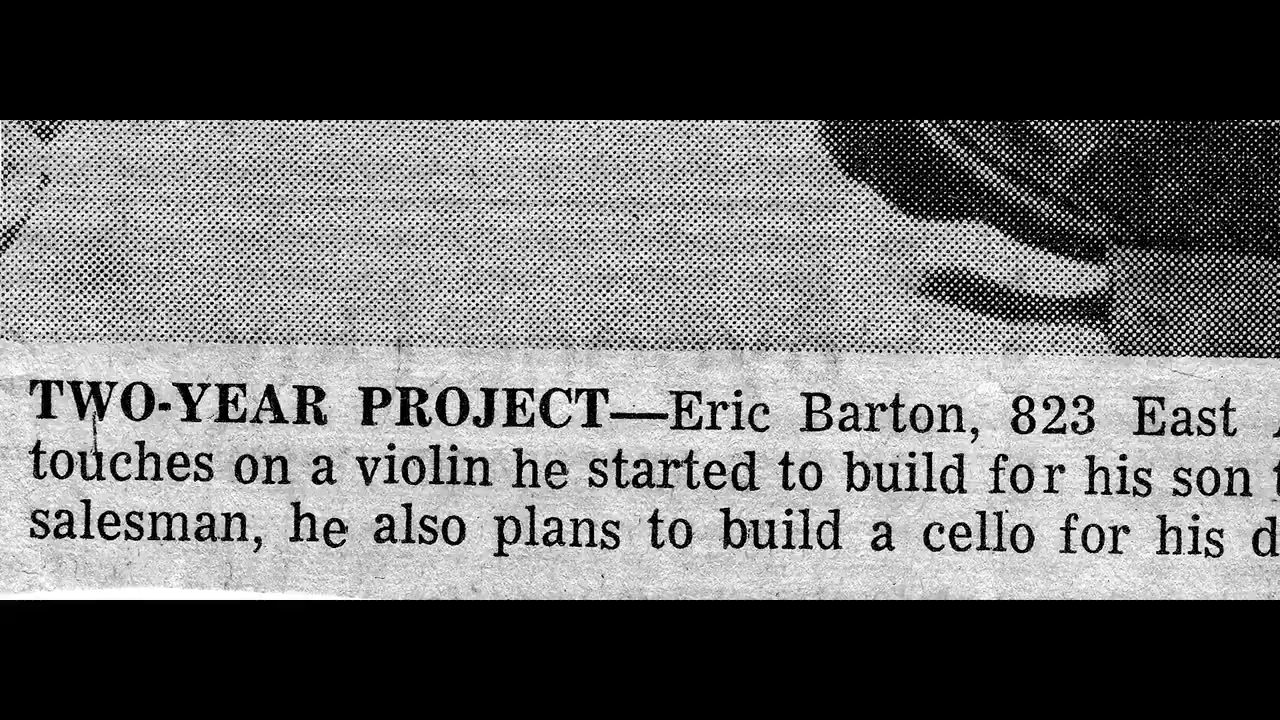 TWO-YEAR PROJECT—Eric Barton, 823 East
touches on a violin he started to build for his son
salesman, he also plans to build a cello for his